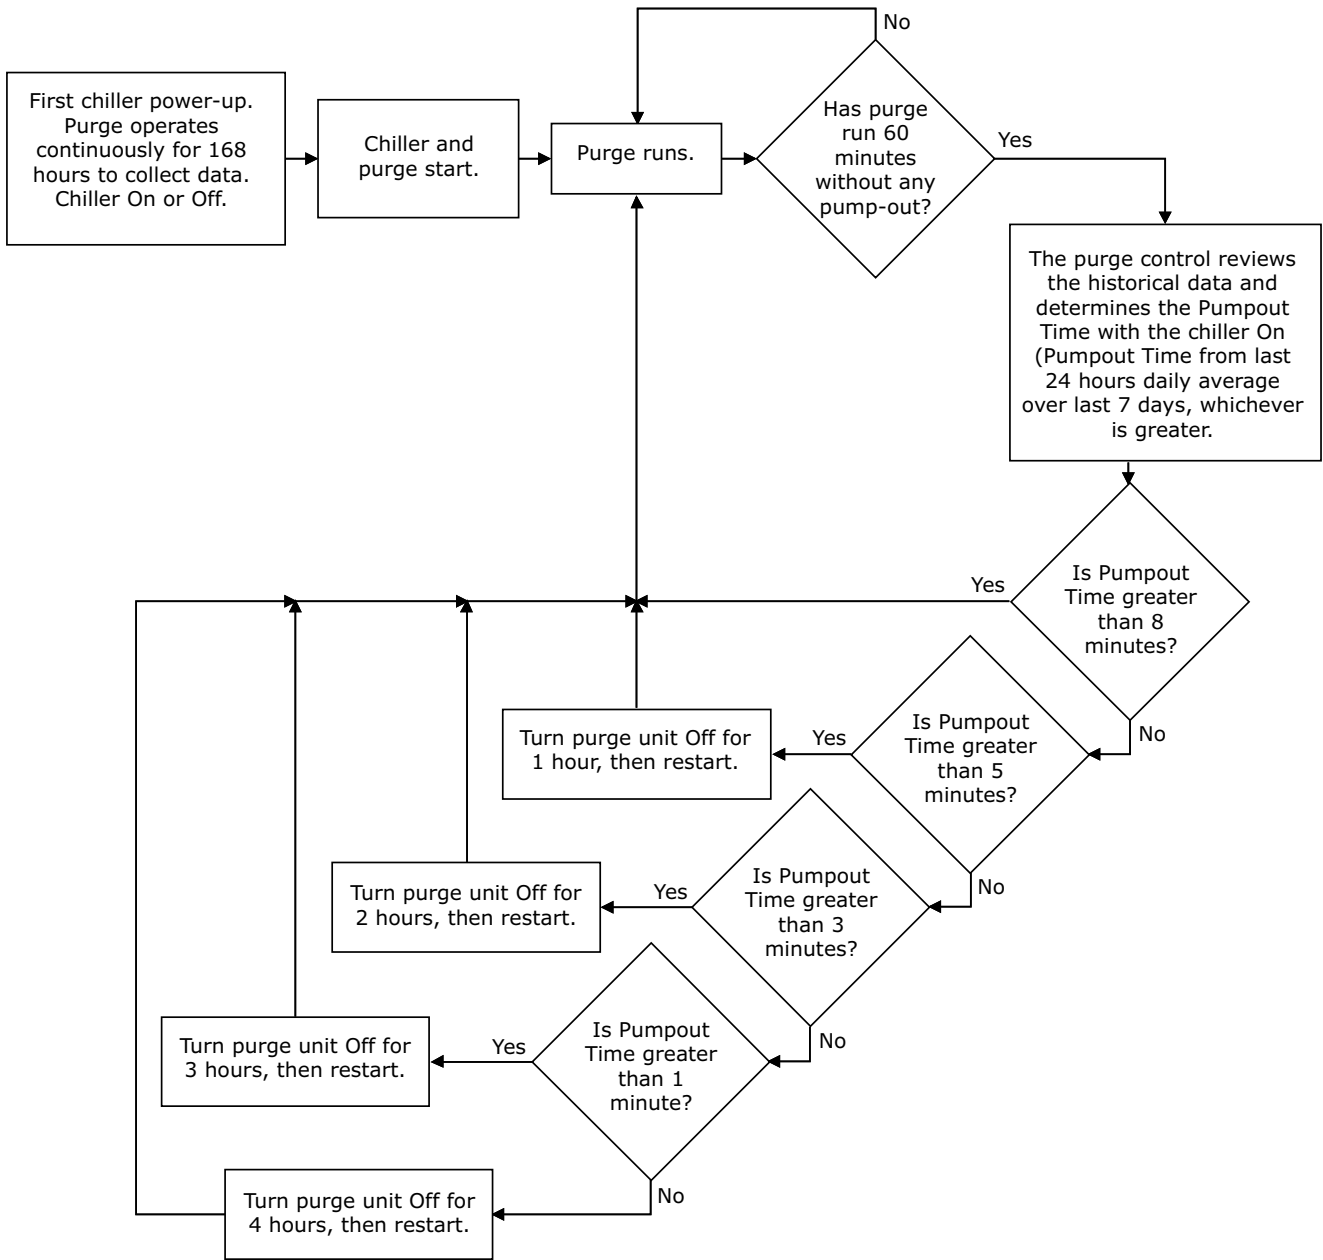 No
First chiller power-up.
Purge operates
continuously for 168
hours to collect data.
Chiller On or Off.
Chiller and
purge start.
Purge runs.
Has purge
run 60
minutes
without any
pump-out?
Yes
The purge control reviews
the historical data and
determines the Pumpout
Time with the chiller On
(Pumpout Time from last
24 hours daily average
over last 7 days, whichever
is greater.
Is Pumpout
Time greater
than 8
minutes?
Yes
No
Is Pumpout
Time greater
than 5
minutes?
Yes
Turn purge unit Off for
1 hour, then restart.
No
Is Pumpout
Time greater
than 3
minutes?
Yes
Turn purge unit Off for
2 hours, then restart.
No
Is Pumpout
Time greater
than 1
minute?
Yes
Turn purge unit Off for
3 hours, then restart.
No
Turn purge unit Off for
4 hours, then restart.